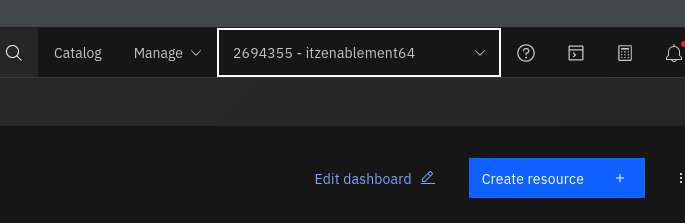 Catalog Manage 2694355 - itzenablement64
Edit dashboard Create resource +